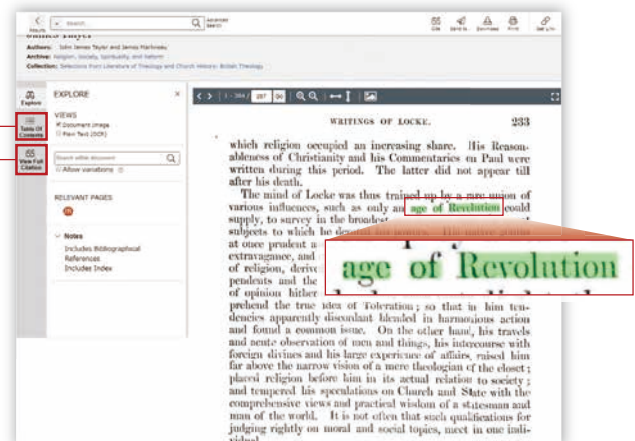 Results
Search...
Advanced
Search
Cite
Send to...
Download
Print
Get Link
James Tayler
Authors: John James Tayler and James Martineau
Archive: Religion, Society, Spirituality, and Reform
Collection: Selections from Literature of Theology and Church History: British Theology
Explore
Table Of
Contents
View Full
Citation
EXPLORE ×
VIEWS
Document Image
Plain Text (OCR)
Search within document
Allow variations
RELEVANT PAGES
Notes
Includes Bibliographical
References
Includes Index
287 Go
WRITINGS OF LOCKE. 233
which religion occupied an increasing share. His Reason-
ableness of Christianity and his Commentaries on Paul were
written during this period. The latter did not appear till
after his death.
The mind of Locke was thus trained up by a rare union of
various influences, such as only an age of Revolution could
supply, to survey in the broadest
subjects to which he
at once prudent a
extravagance, and
of religion, derive
pendents and the
of opinion hither
age of Revolution
prehend the true idea of Toleration; so that in him ten-
dencies apparently discordant blended in harmonious action
and found a common issue. On the other hand, his travels
and acute observation of men and things, his intercourse with
foreign divines and his large experience of affairs, raised him
far above the narrow vision of a mere theologian of the closet;
placed religion before him in its actual relation to society;
and tempered his speculations on Church and State with the
comprehensive views and practical wisdom of a statesman and
man of the world. It is not often that such qualifications for
judging rightly on moral and social topics, meet in one indi-
vidual.